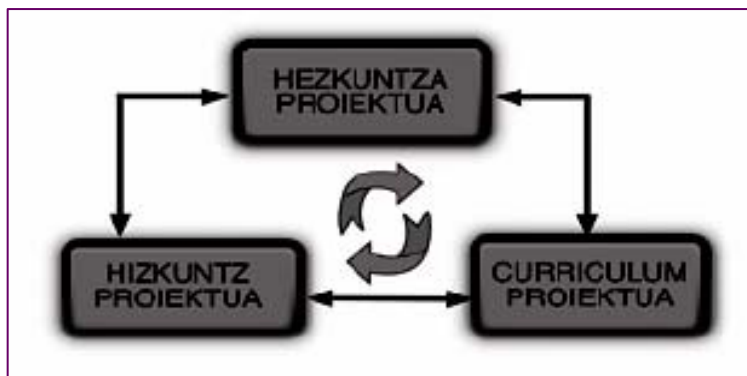 HEZKUNTZA
PROIEKTUA
HIZKUNTZ
PROIEKTUA
CURRICULUM
PROIEKTUA